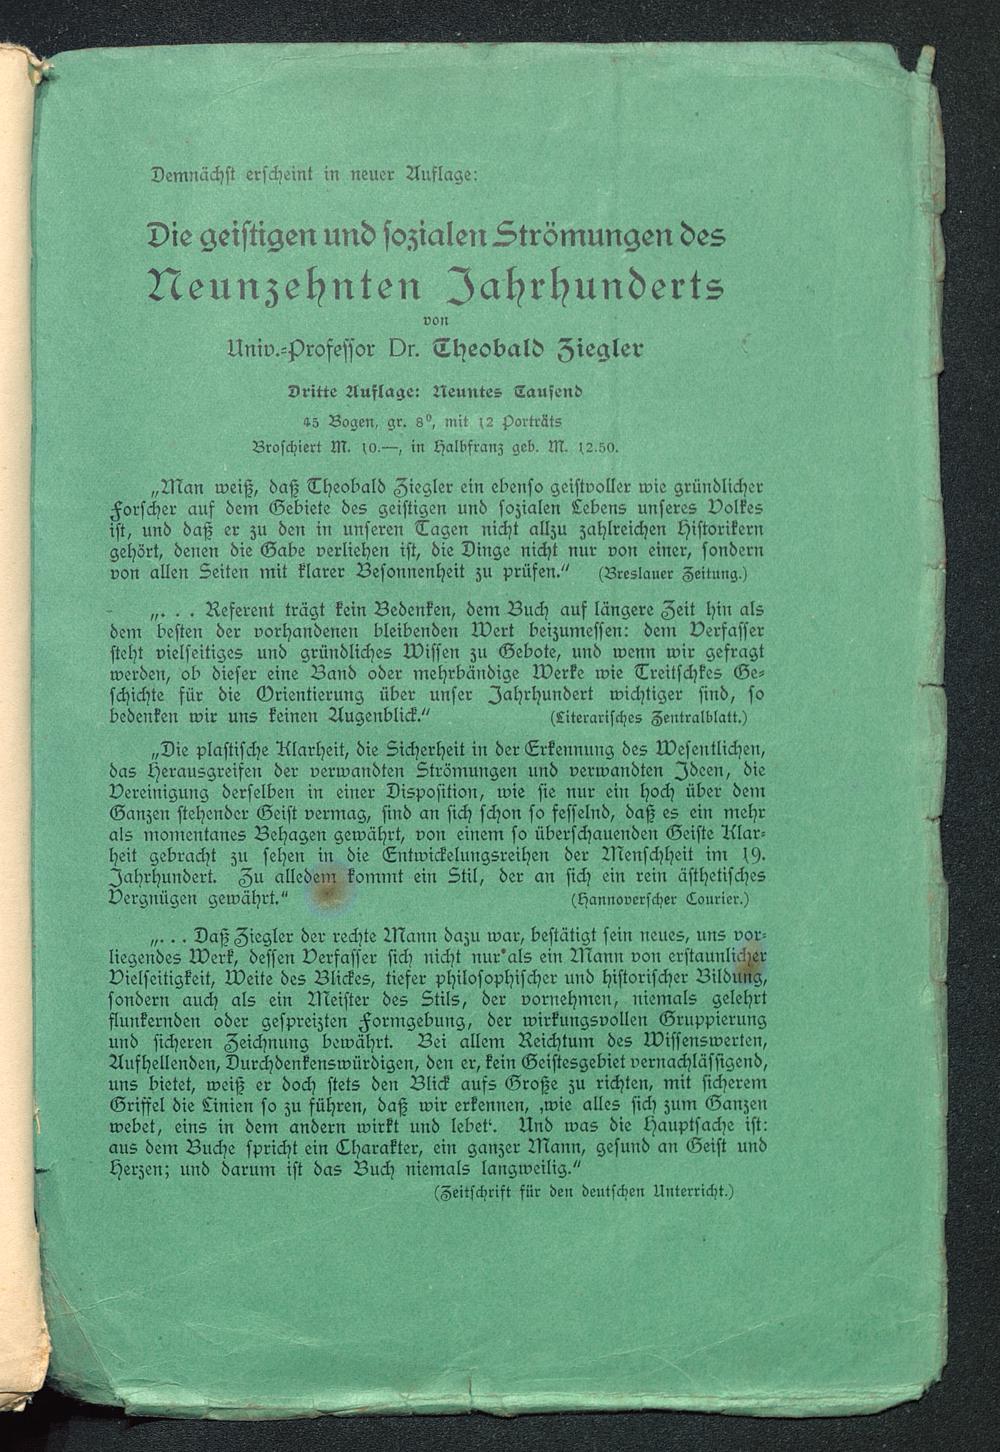 Demnächst erscheint in neuer Auflage:
Die geistigen und sozialen Strömungen des
Neunzehnten Jahrhunderts
von
Univ.=Professor Dr. Theobald Ziegler
Dritte Auflage: Neuntes Tausend
45 Bogen, gr. 8⁰, mit 12 Porträts
Broschiert M. 10.—, in Halbfranz geb. M. 12.50.
„Man weiß, daß Theobald Ziegler ein ebenso geistvoller wie gründlicher
Forscher auf dem Gebiete des geistigen und sozialen Lebens unseres Volkes
ist, und daß er zu den in unseren Tagen nicht allzu zahlreichen Historikern
gehört, denen die Gabe verliehen ist, die Dinge nicht nur von einer, sondern
von allen Seiten mit klarer Besonnenheit zu prüfen.“ (Breslauer Zeitung.)
„. . . Referent trägt kein Bedenken, dem Buch auf längere Zeit hin als
dem besten der vorhandenen bleibenden Wert beizumessen: dem Verfasser
steht vielseitiges und gründliches Wissen zu Gebote, und wenn wir gefragt
werden, ob dieser eine Band oder mehrbändige Werke wie Treitschkes Ge=
schichte für die Orientierung über unser Jahrhundert wichtiger sind, so
bedenken wir uns keinen Augenblick.“ (Literarisches Zentralblatt.)
„Die plastische Klarheit, die Sicherheit in der Erkennung des Wesentlichen,
das Herausgreifen der verwandten Strömungen und verwandten Ideen, die
Vereinigung derselben in einer Disposition, wie sie nur ein hoch über dem
Ganzen stehender Geist vermag, sind an sich schon so fesselnd, daß es ein mehr
als momentanes Behagen gewährt, von einem so überschauenden Geiste Klar=
heit gebracht zu sehen in die Entwickelungsreihen der Menschheit im 19.
Jahrhundert. Zu alledem kommt ein Stil, der an sich ein rein ästhetisches
Vergnügen gewährt.“ (Hannoverscher Courier.)
„. . . Daß Ziegler der rechte Mann dazu war, bestätigt sein neues, uns vor=
liegendes Werk, dessen Verfasser sich nicht nur als ein Mann von erstaunlicher
Vielseitigkeit, Weite des Blickes, tiefer philosophischer und historischer Bildung,
sondern auch als ein Meister des Stils, der vornehmen, niemals gelehrt
flunkernden oder gespreizten Formgebung, der wirkungsvollen Gruppierung
und sicheren Zeichnung bewährt. Bei allem Reichtum des Wissenswerten,
Aufhellenden, Durchdenkenswürdigen, den er, kein Geistesgebiet vernachlässigend,
uns bietet, weiß er doch stets den Blick aufs Große zu richten, mit sicherem
Griffel die Linien so zu führen, daß wir erkennen, ‚wie alles sich zum Ganzen
webet, eins in dem andern wirkt und lebet‘. Und was die Hauptsache ist:
aus dem Buche spricht ein Charakter, ein ganzer Mann, gesund an Geist und
Herzen; und darum ist das Buch niemals langweilig.“
(Zeitschrift für den deutschen Unterricht.)